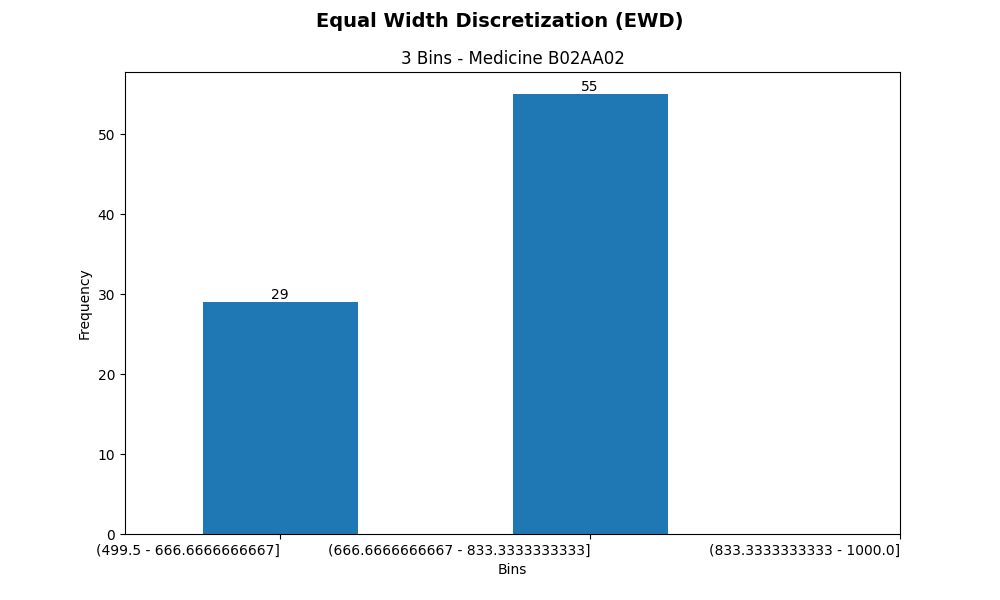 Equal Width Discretization (EWD)
3 Bins - Medicine B02AA02
55
50
40
Frequency
30
29
20
10
0
(499.5 - 666.6666666667]
(666.6666666667 - 833.3333333333]
(833.3333333333 - 1000.0]
Bins